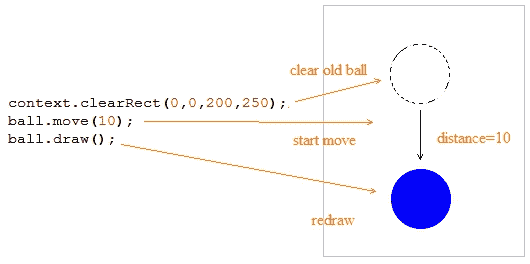 clear old ball
context.clearRect(0,0,200,250);
ball.move(10);
ball.draw();
start move
distance=10
redraw